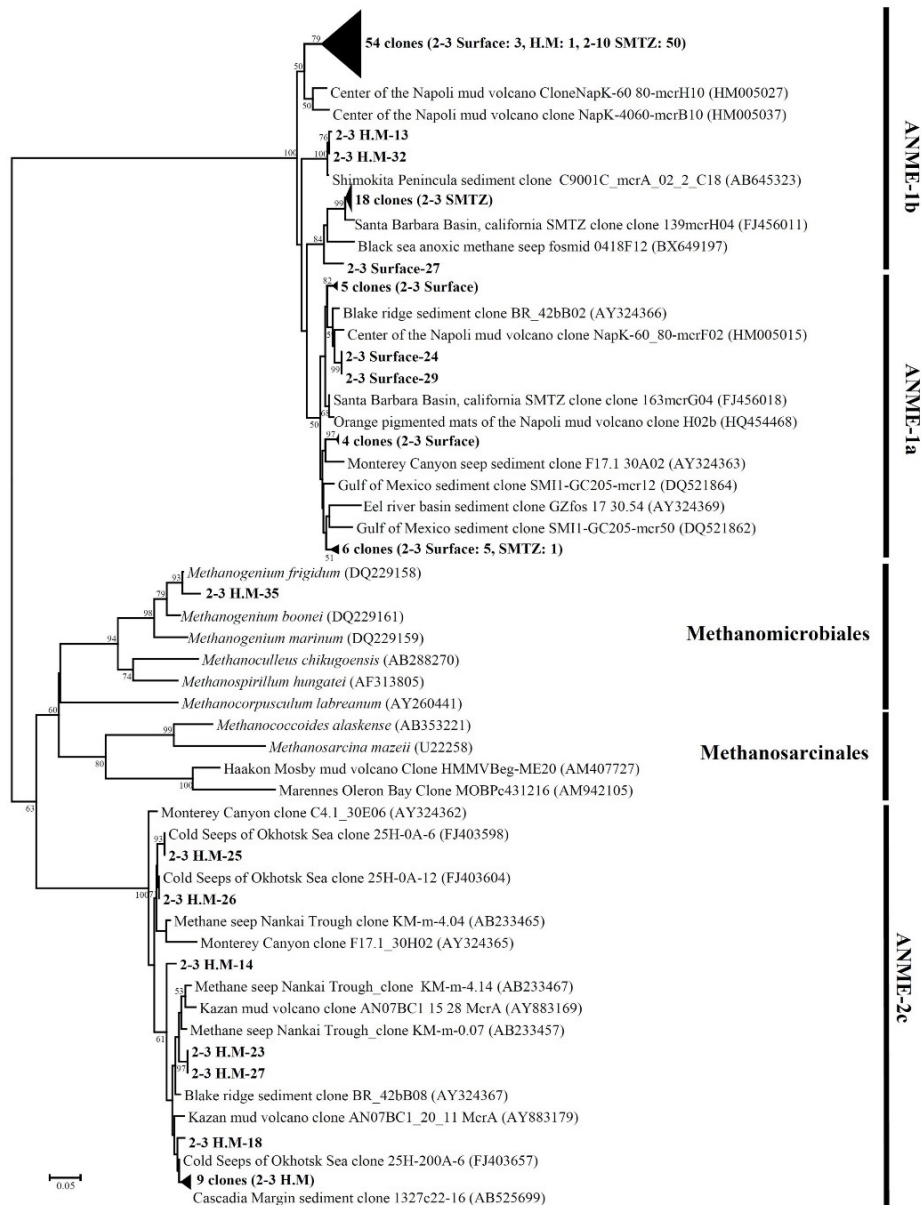 79
54 clones (2-3 Surface: 3, H.M: 1, 2-10 SMTZ: 50)
50
Center of the Napoli mud volcano CloneNapK-60 80-mcrH10 (HM005027)
50
Center of the Napoli mud volcano clone NapK-4060-mcrB10 (HM005037)
76
2-3 H.M-13
100
100
2-3 H.M-32
Shimokita Penincula sediment clone C9001C_mcrA_02_2_C18 (AB645323)
99
18 clones (2-3 SMTZ)
Santa Barbara Basin, california SMTZ clone clone 139mcrH04 (FJ456011)
84
Black sea anoxic methane seep fosmid 0418F12 (BX649197)
2-3 Surface-27
ANME-1b
82
5 clones (2-3 Surface)
Blake ridge sediment clone BR_42bB02 (AY324366)
Center of the Napoli mud volcano clone NapK-60_80-mcrF02 (HM005015)
2-3 Surface-24
99
2-3 Surface-29
Santa Barbara Basin, california SMTZ clone clone 163mcrG04 (FJ456018)
68
50
Orange pigmented mats of the Napoli mud volcano clone H02b (HQ454468)
97
4 clones (2-3 Surface)
Monterey Canyon seep sediment clone F17.1 30A02 (AY324363)
Gulf of Mexico sediment clone SMI1-GC205-mcr12 (DQ521864)
Eel river basin sediment clone GZfos 17 30.54 (AY324369)
Gulf of Mexico sediment clone SMI1-GC205-mcr50 (DQ521862)
6 clones (2-3 Surface: 5, SMTZ: 1)
51
ANME-1a
93
Methanogenium frigidum (DQ229158)
79
2-3 H.M-35
98
Methanogenium boonei (DQ229161)
94
Methanogenium marinum (DQ229159)
Methanoculleus chikugoensis (AB288270)
74
Methanospirillum hungatei (AF313805)
60
Methanocorpusculum labreanum (AY260441)
Methanomicrobiales
99
Methanococcoides alaskense (AB353221)
Methanosarcina mazeii (U22258)
80
Haakon Mosby mud volcano Clone HMMVBeg-ME20 (AM407727)
100
Marennes Oleron Bay Clone MOBPc431216 (AM942105)
Methanosarcinales
63
Monterey Canyon clone C4.1_30E06 (AY324362)
93
Cold Seeps of Okhotsk Sea clone 25H-0A-6 (FJ403598)
2-3 H.M-25
Cold Seeps of Okhotsk Sea clone 25H-0A-12 (FJ403604)
100
2-3 H.M-26
Methane seep Nankai Trough clone KM-m-4.04 (AB233465)
Monterey Canyon clone F17.1_30H02 (AY324365)
2-3 H.M-14
53
Methane seep Nankai Trough_clone KM-m-4.14 (AB233467)
Kazan mud volcano clone AN07BC1 15 28 McrA (AY883169)
61
Methane seep Nankai Trough_clone KM-m-0.07 (AB233457)
2-3 H.M-23
97
2-3 H.M-27
Blake ridge sediment clone BR_42bB08 (AY324367)
Kazan mud volcano clone AN07BC1_20_11 McrA (AY883179)
2-3 H.M-18
Cold Seeps of Okhotsk Sea clone 25H-200A-6 (FJ403657)
9 clones (2-3 H.M)
Cascadia Margin sediment clone 1327c22-16 (AB525699)
ANME-2c
0.05